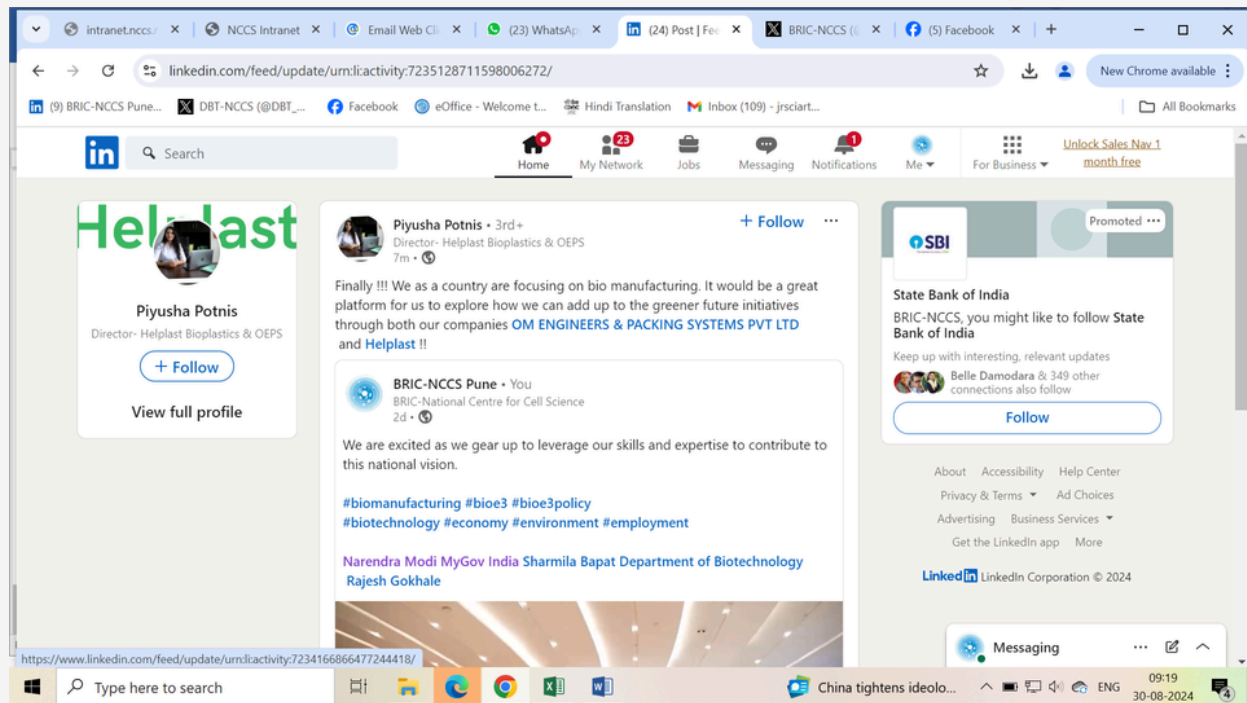 intranet.nccs.r
NCCS Intranet
Email Web Cli
(23) WhatsAp
(24) Post | Fee
BRIC-NCCS (
(5) Facebook
linkedin.com/feed/update/urn:li:activity:7235128711598006272/
New Chrome available
(9) BRIC-NCCS Pune...
DBT-NCCS (@DBT_...
Facebook
eOffice - Welcome t...
Hindi Translation
Inbox (109) - jrsciart...
All Bookmarks
in
Search
Home
23
My Network
Jobs
Messaging
1
Notifications
Me
For Business
Unlock Sales Nav 1
month free
Hel ast
Piyusha Potnis
Director- Helplast Bioplastics & OEPS
+ Follow
View full profile
Piyusha Potnis • 3rd+
Director- Helplast Bioplastics & OEPS
7m •
+ Follow ···
Finally !!! We as a country are focusing on bio manufacturing. It would be a great
platform for us to explore how we can add up to the greener future initiatives
through both our companies OM ENGINEERS & PACKING SYSTEMS PVT LTD
and Helplast !!
BRIC-NCCS Pune • You
BRIC-National Centre for Cell Science
2d •
We are excited as we gear up to leverage our skills and expertise to contribute to
this national vision.
#biomanufacturing #bioe3 #bioe3policy
#biotechnology #economy #environment #employment
Narendra Modi MyGov India Sharmila Bapat Department of Biotechnology
Rajesh Gokhale
Promoted ···
SBI
State Bank of India
BRIC-NCCS, you might like to follow State
Bank of India
Keep up with interesting, relevant updates
Belle Damodara & 349 other
connections also follow
Follow
About Accessibility Help Center
Privacy & Terms Ad Choices
Advertising Business Services
Get the LinkedIn app More
Linked in LinkedIn Corporation © 2024
Messaging ···
https://www.linkedin.com/feed/update/urn:li:activity:7234166866477244418/
Type here to search
China tightens ideolo...
ENG
09:19
30-08-2024
4